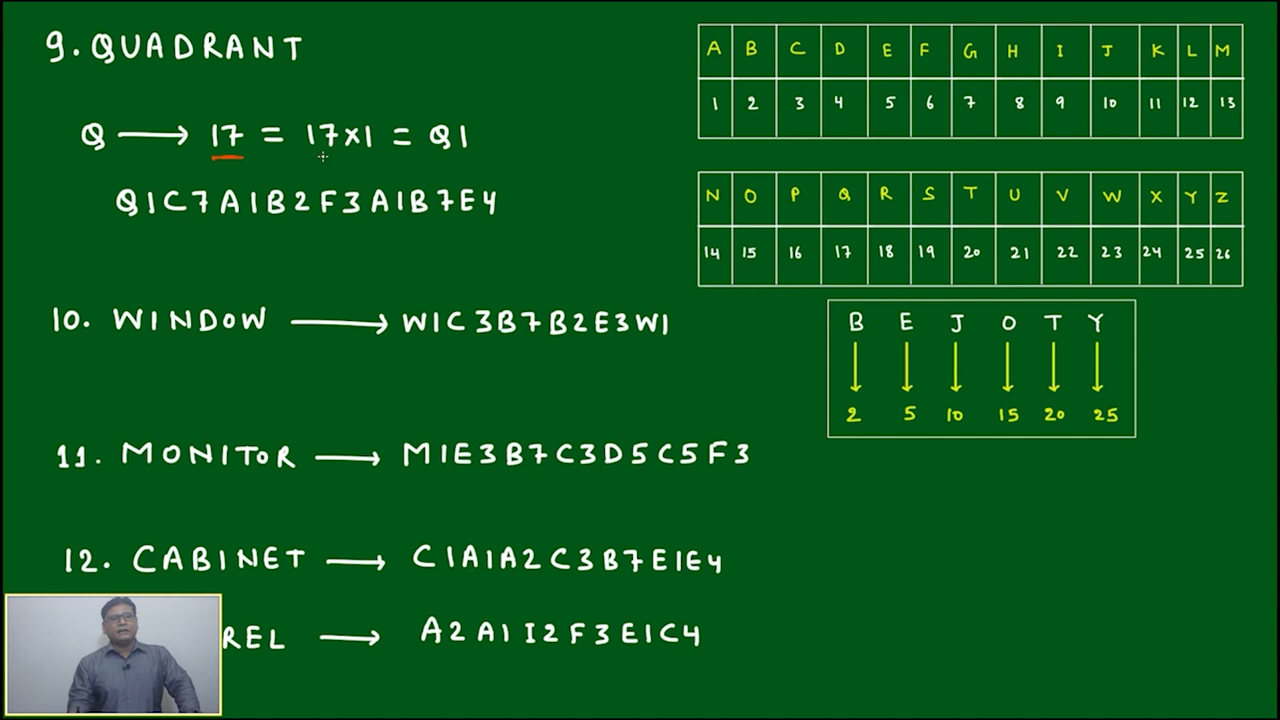 9. QUADRANT
Q → 17 = 17×1 = Q1
Q1C7A1B2F3A1B7E4
10. WINDOW → W1C3B7B2E3W1
11. MONITOR → M1E3B7C3D5C5F3
12. CABINET → C1A1A2C3B7E1E4
REL → A2A1I2F3E1C4
A B C D E F G H I J K L M
1 2 3 4 5 6 7 8 9 10 11 12 13
N O P Q R S T U V W X Y Z
14 15 16 17 18 19 20 21 22 23 24 25 26
B E J O T Y
↓ ↓ ↓ ↓ ↓ ↓
2 5 10 15 20 25